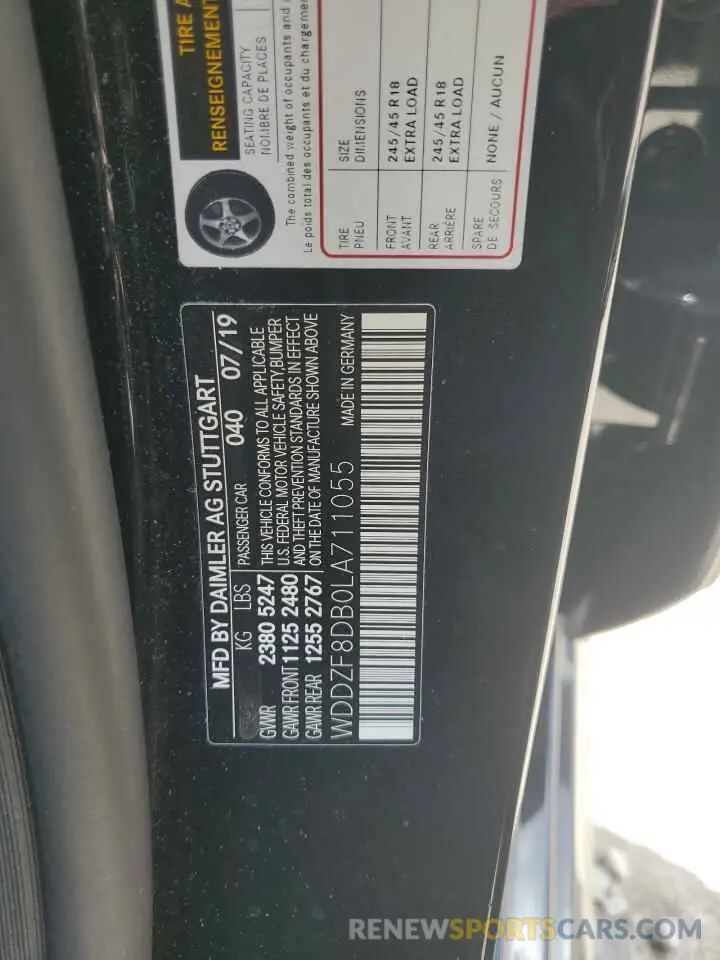 TIRE A
RENSEIGNEMENT
SEATING CAPACITY
NOMBRE DE PLACES
The combined weight of occupants and
Le poids total des occupants et du chargeme
TIRE
PNEU
SIZE
DIMENSIONS
FRONT
AVANT
245/45 R18
EXTRA LOAD
REAR
ARRIÈRE
245/45 R18
EXTRA LOAD
SPARE
DE SECOURS
NONE / AUCUN
MFD BY DAIMLER AG STUTTGART
KG LBS PASSENGER CAR 040 07/19
GVWR 2380 5247
GAWR FRONT 1125 2480
GAWR REAR 1255 2767
THIS VEHICLE CONFORMS TO ALL APPLICABLE
U.S. FEDERAL MOTOR VEHICLE SAFETY,BUMPER
AND THEFT PREVENTION STANDARDS IN EFFECT
ON THE DATE OF MANUFACTURE SHOWN ABOVE
WDDZF8DB0LA711055 MADE IN GERMANY
RENEWSPORTSCARS.COM